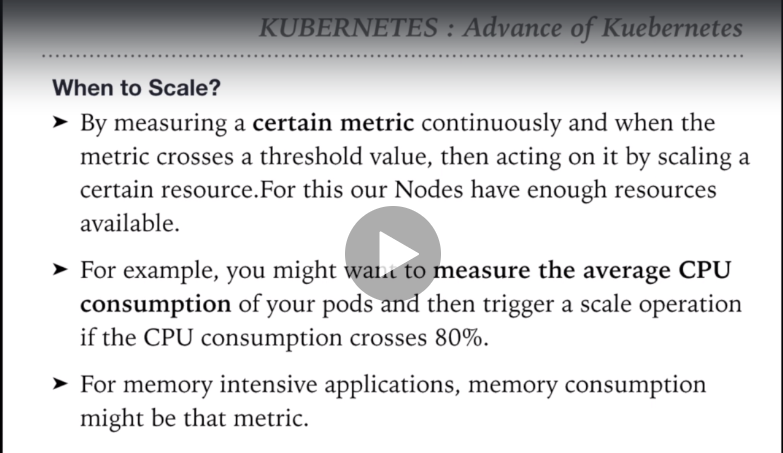 KUBERNETES : Advance of Kuebernetes
When to Scale?
➤ By measuring a certain metric continuously and when the
metric crosses a threshold value, then acting on it by scaling a
certain resource.For this our Nodes have enough resources
available.
➤ For example, you might want to measure the average CPU
consumption of your pods and then trigger a scale operation
if the CPU consumption crosses 80%.
➤ For memory intensive applications, memory consumption
might be that metric.